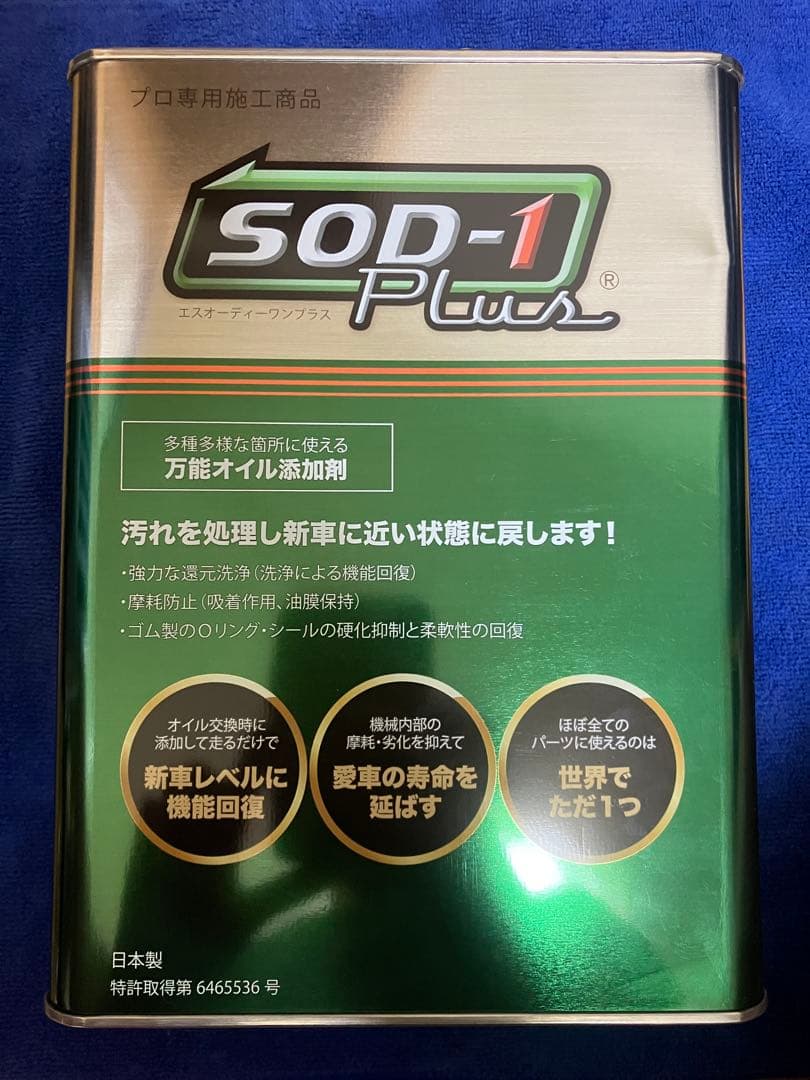 プロ専用施工商品
SOD-1
Plus®
エスオーディーワンプラス
多種多様な箇所に使える
万能オイル添加剤
汚れを処理し新車に近い状態に戻します!
・強力な還元洗浄(洗浄による機能回復)
・摩耗防止(吸着作用、油膜保持)
・ゴム製のOリング・シールの硬化抑制と柔軟性の回復
オイル交換時に
添加して走るだけで
新車レベルに
機能回復
機械内部の
摩耗・劣化を抑えて
愛車の寿命を
延ばす
ほぼ全ての
パーツに使えるのは
世界で
ただ1つ
日本製
特許取得第 6465536 号